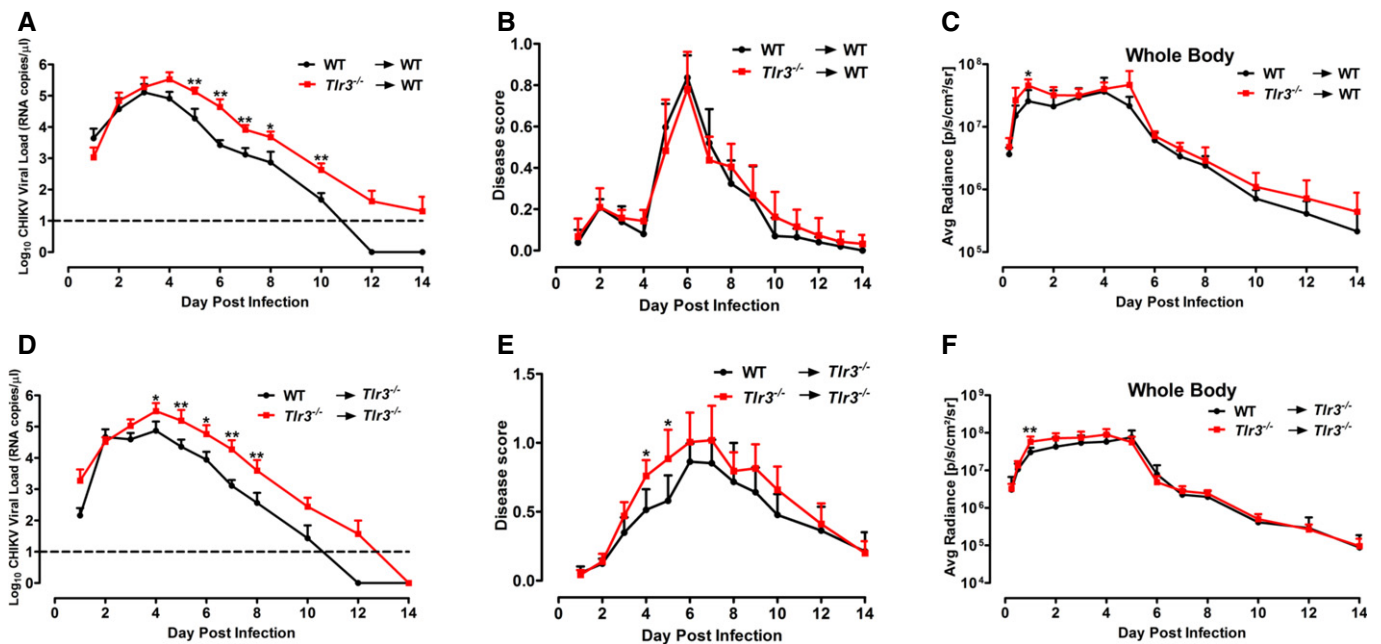 A
Log₁₀ CHIKV Viral Load (RNA copies/µl)
6
5
4
3
2
1
0
WT → WT
Tlr3⁻/⁻ → WT
** ** ** * **
0 2 4 6 8 10 12 14
Day Post Infection
B
Disease score
1.0
0.8
0.6
0.4
0.2
0.0
WT → WT
Tlr3⁻/⁻ → WT
0 2 4 6 8 10 12 14
Day Post Infection
C
Whole Body
Avg Radiance [p/s/cm²/sr]
10⁸
10⁷
10⁶
10⁵
WT → WT
Tlr3⁻/⁻ → WT
*
0 2 4 6 8 10 12 14
Day Post Infection
D
Log₁₀ CHIKV Viral Load (RNA copies/µl)
6
5
4
3
2
1
0
WT → Tlr3⁻/⁻
Tlr3⁻/⁻ → Tlr3⁻/⁻
* ** * ** **
0 2 4 6 8 10 12 14
Day Post Infection
E
Disease score
1.5
1.0
0.5
0.0
WT → Tlr3⁻/⁻
Tlr3⁻/⁻ → Tlr3⁻/⁻
* *
0 2 4 6 8 10 12 14
Day Post Infection
F
Whole Body
Avg Radiance [p/s/cm²/sr]
10⁹
10⁸
10⁷
10⁶
10⁵
10⁴
WT → Tlr3⁻/⁻
Tlr3⁻/⁻ → Tlr3⁻/⁻
**
0 2 4 6 8 10 12 14
Day Post Infection